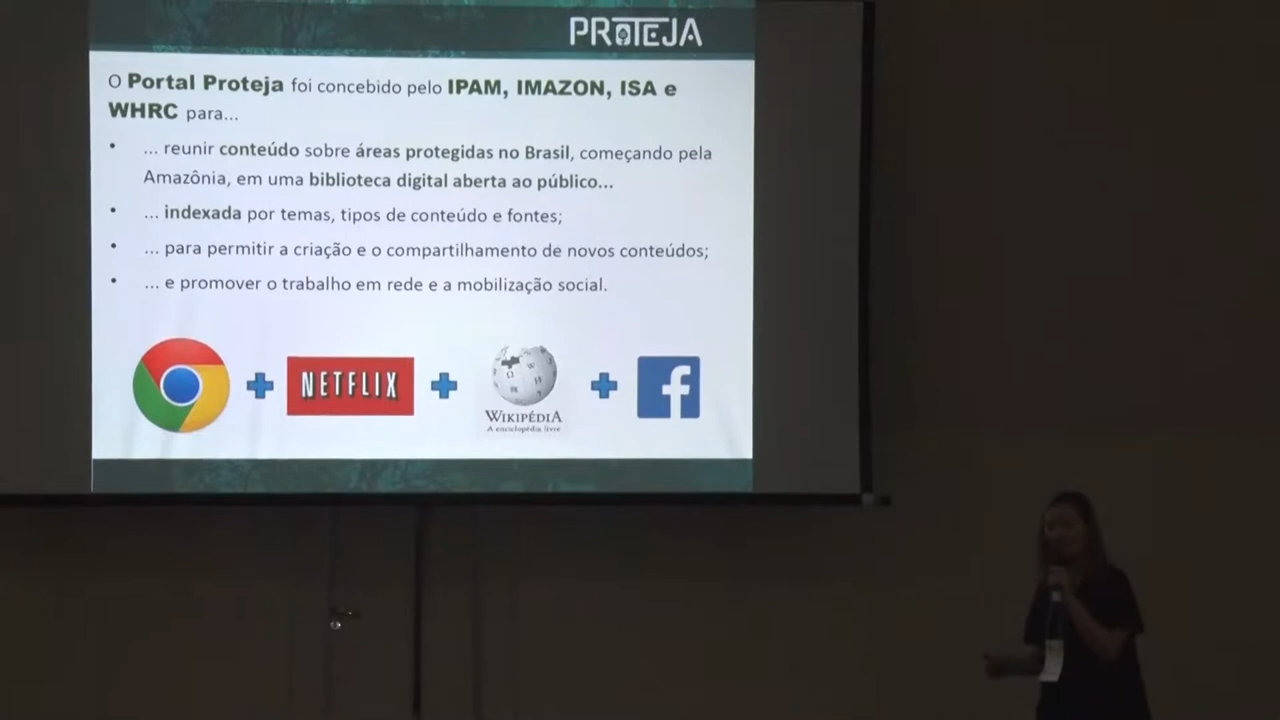 PROTEJA
O Portal Proteja foi concebido pelo IPAM, IMAZON, ISA e
WHRC para...
• ... reunir conteúdo sobre áreas protegidas no Brasil, começando pela
Amazônia, em uma biblioteca digital aberta ao público...
• ... indexada por temas, tipos de conteúdo e fontes;
• ... para permitir a criação e o compartilhamento de novos conteúdos;
• ... e promover o trabalho em rede e a mobilização social.
NETFLIX
WIKIPÉDIA
A enciclopédia livre
f